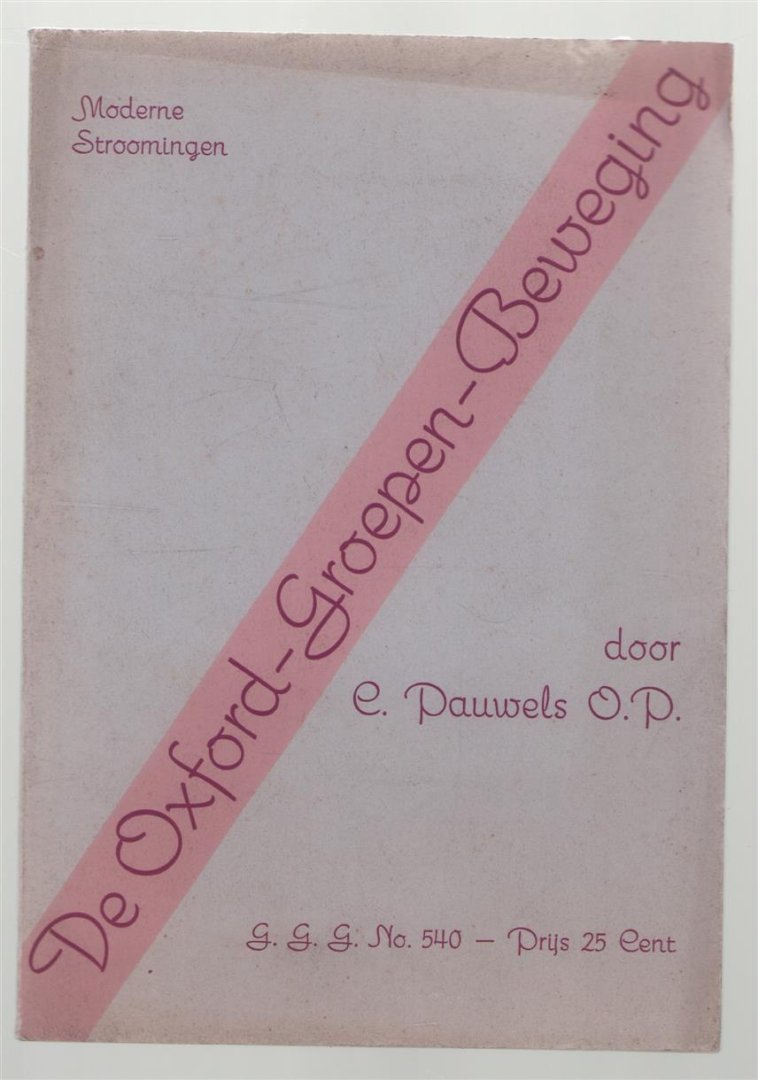 Moderne
Stroomingen
De Oxford-Groepen-Beweging
door
C. Pauwels O.P.
G. G. G. No. 540 — Prijs 25 Cent